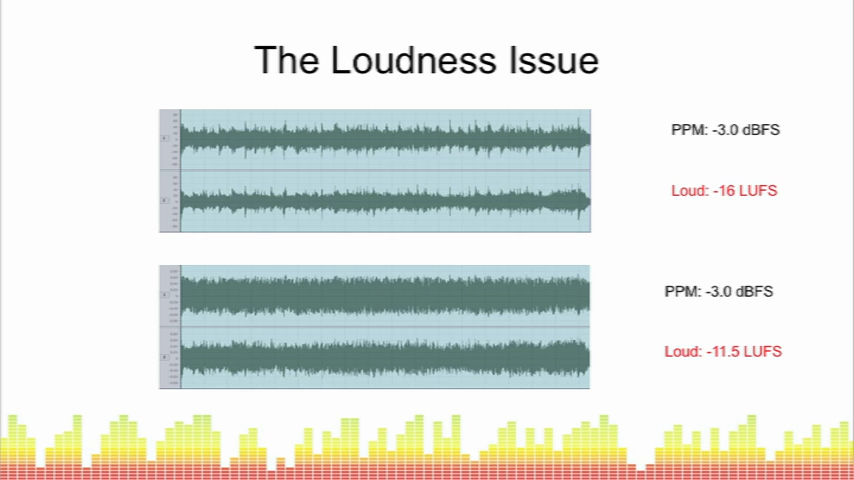 The Loudness Issue
PPM: -3.0 dBFS
Loud: -16 LUFS
PPM: -3.0 dBFS
Loud: -11.5 LUFS